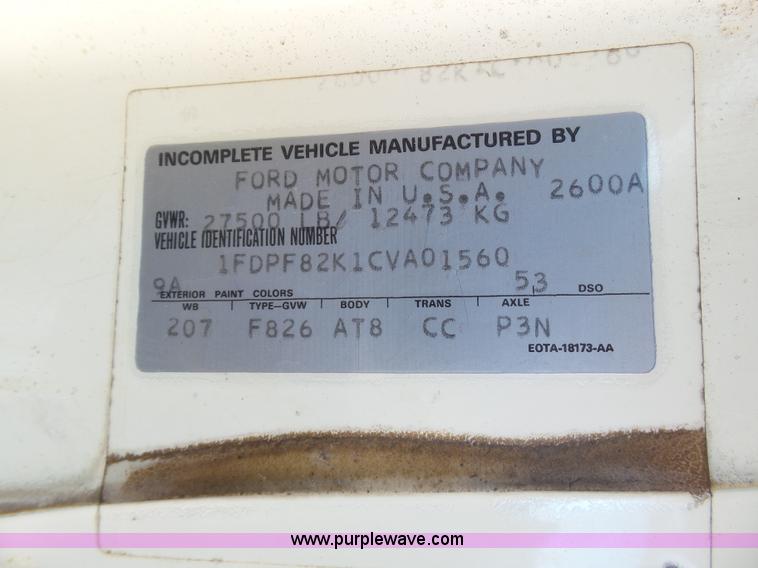 INCOMPLETE VEHICLE MANUFACTURED BY
FORD MOTOR COMPANY
MADE IN U.S.A. 2600A
GVWR: 27500 LB/ 12473 KG
VEHICLE IDENTIFICATION NUMBER
1FDPF82K1CVA01560
9A 53 DSO
EXTERIOR PAINT COLORS
WB TYPE-GVW BODY TRANS AXLE
207 F826 AT8 CC P3N
EOTA-18173-AA
www.purplewave.com